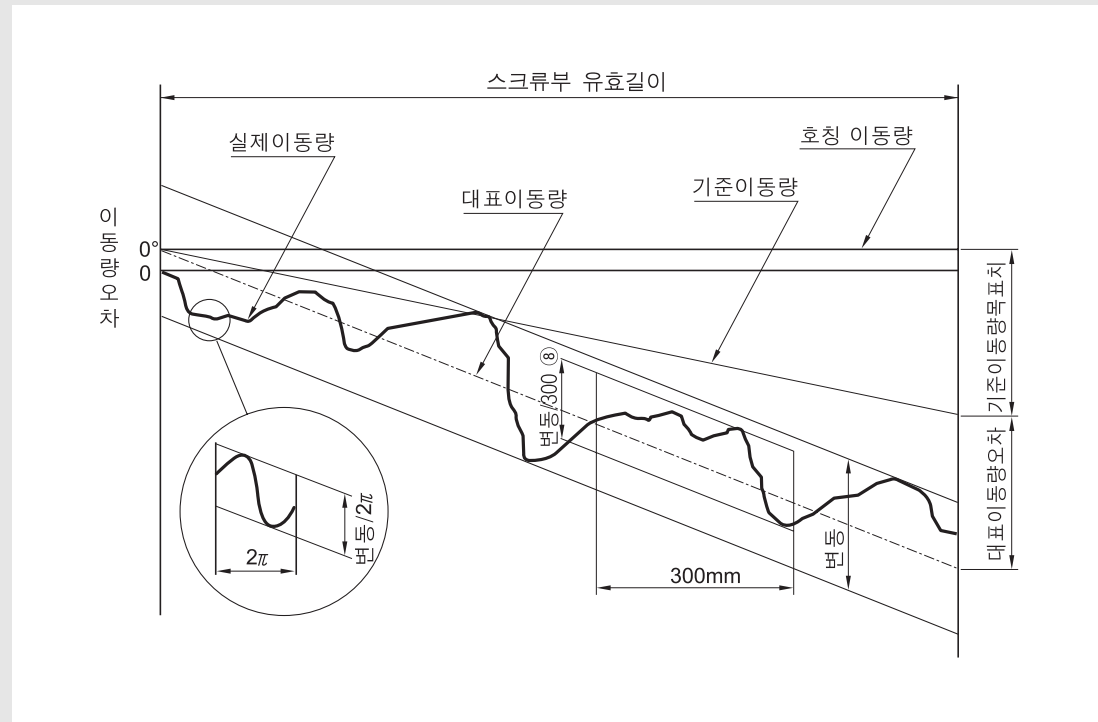 스크류부 유효길이
실제이동량
호칭 이동량
대표이동량
기준이동량
이동량오차
0°
0
기준이동량목표치
변동/300 ⑧
대표이동량오차
변동/2π
2π
변동
300mm